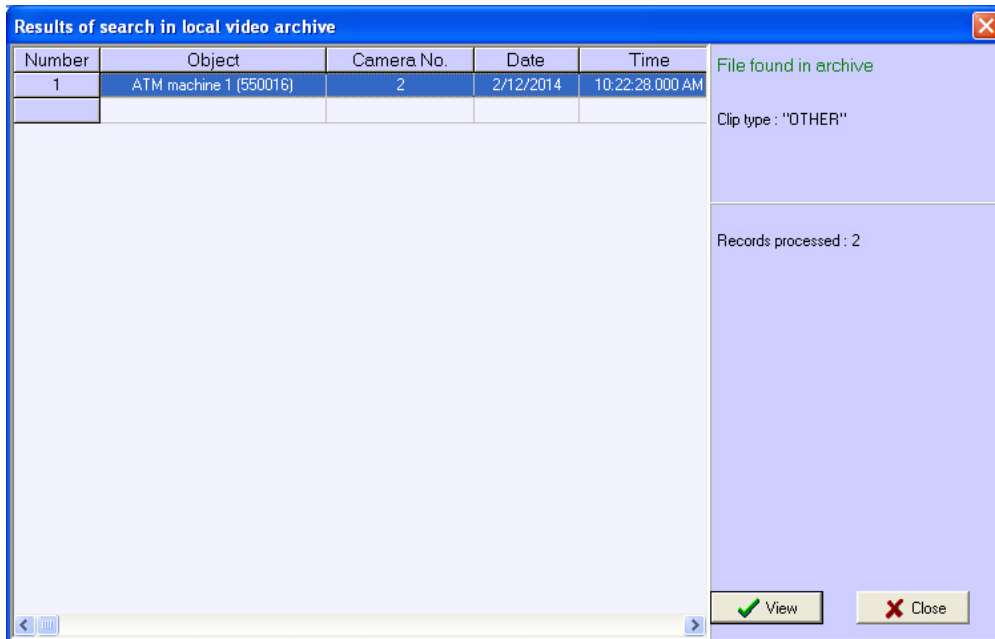 Results of search in local video archive
Number Object Camera No. Date Time
1 ATM machine 1 (550016) 2 2/12/2014 10:22:28.000 AM
File found in archive
Clip type : "OTHER"
Records processed : 2
View Close